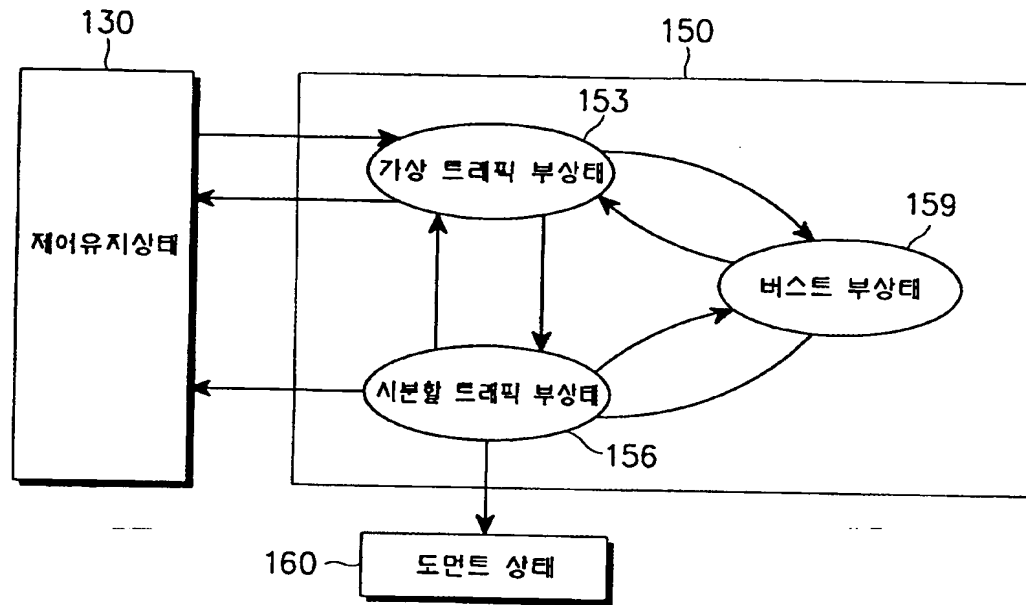 130
150
153
가상 트래픽 부상태
159
제어유지상태
버스트 부상태
시분할 트래픽 부상태
156
160
도먼트 상태